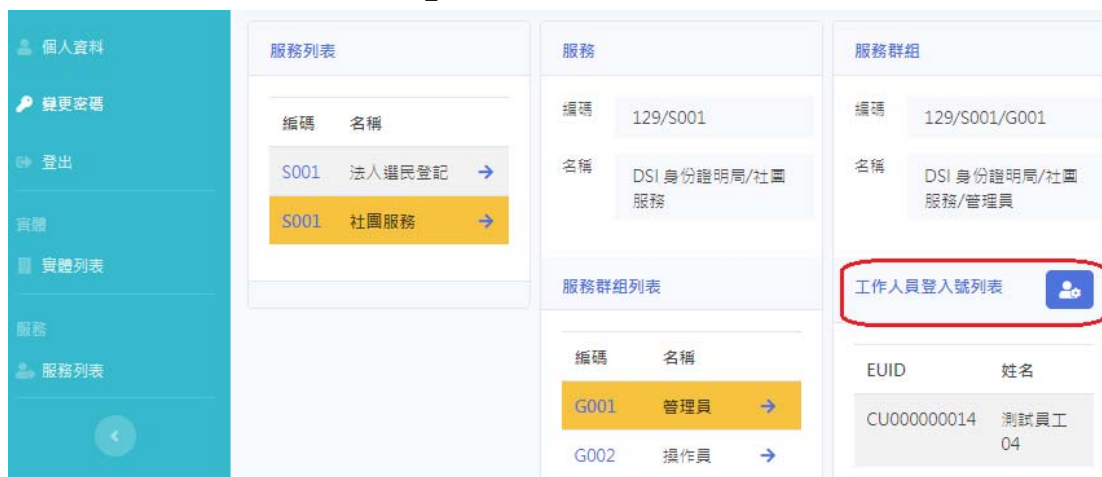 個人資料
變更密碼
登出
實體
實體列表
服務
服務列表
服務列表
編碼 名稱
S001 法人選民登記
S001 社團服務
服務
編碼 129/S001
名稱 DSI 身份證明局/社團
服務
服務群組列表
編碼 名稱
G001 管理員
G002 操作員
服務群組
編碼 129/S001/G001
名稱 DSI 身份證明局/社團
服務/管理員
工作人員登入號列表
EUID 姓名
CU000000014 測試員工
04